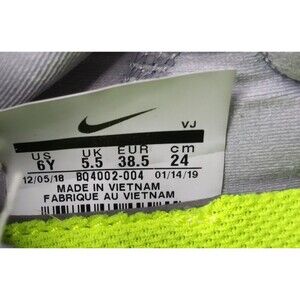 VJ
US UK EUR cm
6Y 5.5 38.5 24
12/05/18 BQ4002-004 01/14/19
MADE IN VIETNAM
FABRIQUE AU VIETNAM